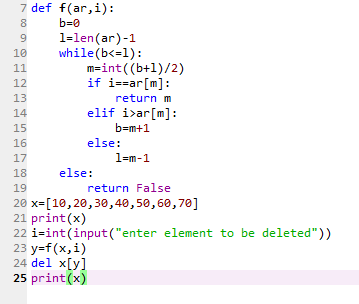 7 def f(ar,i):
8     b=0
9     l=len(ar)-1
10     while(b<=l):
11         m=int((b+l)/2)
12         if i==ar[m]:
13             return m
14         elif i>ar[m]:
15             b=m+1
16         else:
17             l=m-1
18     else:
19         return False
20 x=[10,20,30,40,50,60,70]
21 print(x)
22 i=int(input("enter element to be deleted"))
23 y=f(x,i)
24 del x[y]
25 print(x)